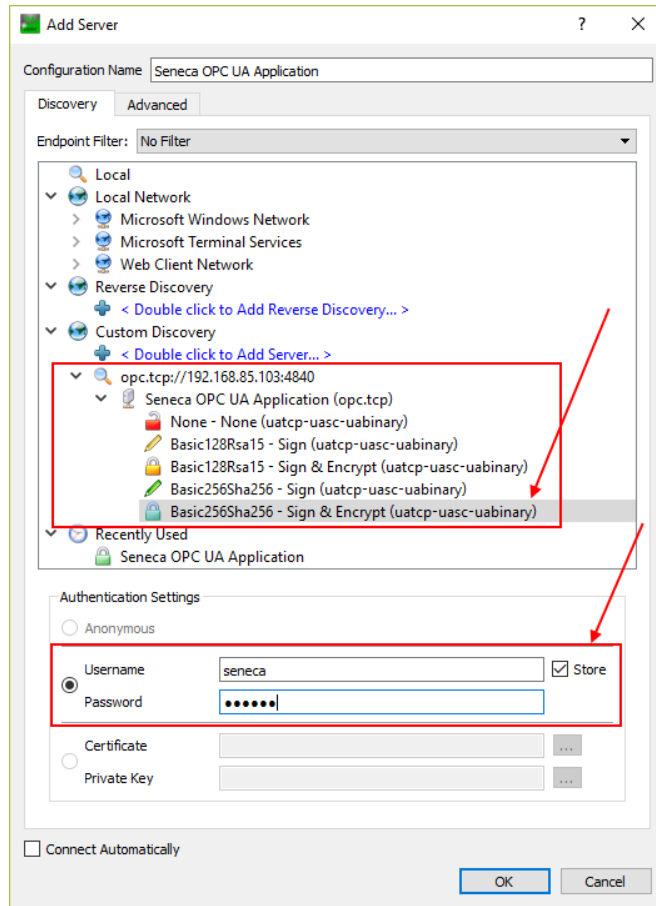 Add Server
?
Configuration Name Seneca OPC UA Application
Discovery Advanced
Endpoint Filter: No Filter
Local
Local Network
Microsoft Windows Network
Microsoft Terminal Services
Web Client Network
Reverse Discovery
< Double click to Add Reverse Discovery... >
Custom Discovery
< Double click to Add Server... >
opc.tcp://192.168.85.103:4840
Seneca OPC UA Application (opc.tcp)
None - None (uatcp-uasc-uabinary)
Basic128Rsa15 - Sign (uatcp-uasc-uabinary)
Basic128Rsa15 - Sign & Encrypt (uatcp-uasc-uabinary)
Basic256Sha256 - Sign (uatcp-uasc-uabinary)
Basic256Sha256 - Sign & Encrypt (uatcp-uasc-uabinary)
Recently Used
Seneca OPC UA Application
Authentication Settings
Anonymous
Username seneca Store
Password ●●●●●●
Certificate ...
Private Key ...
Connect Automatically
OK Cancel